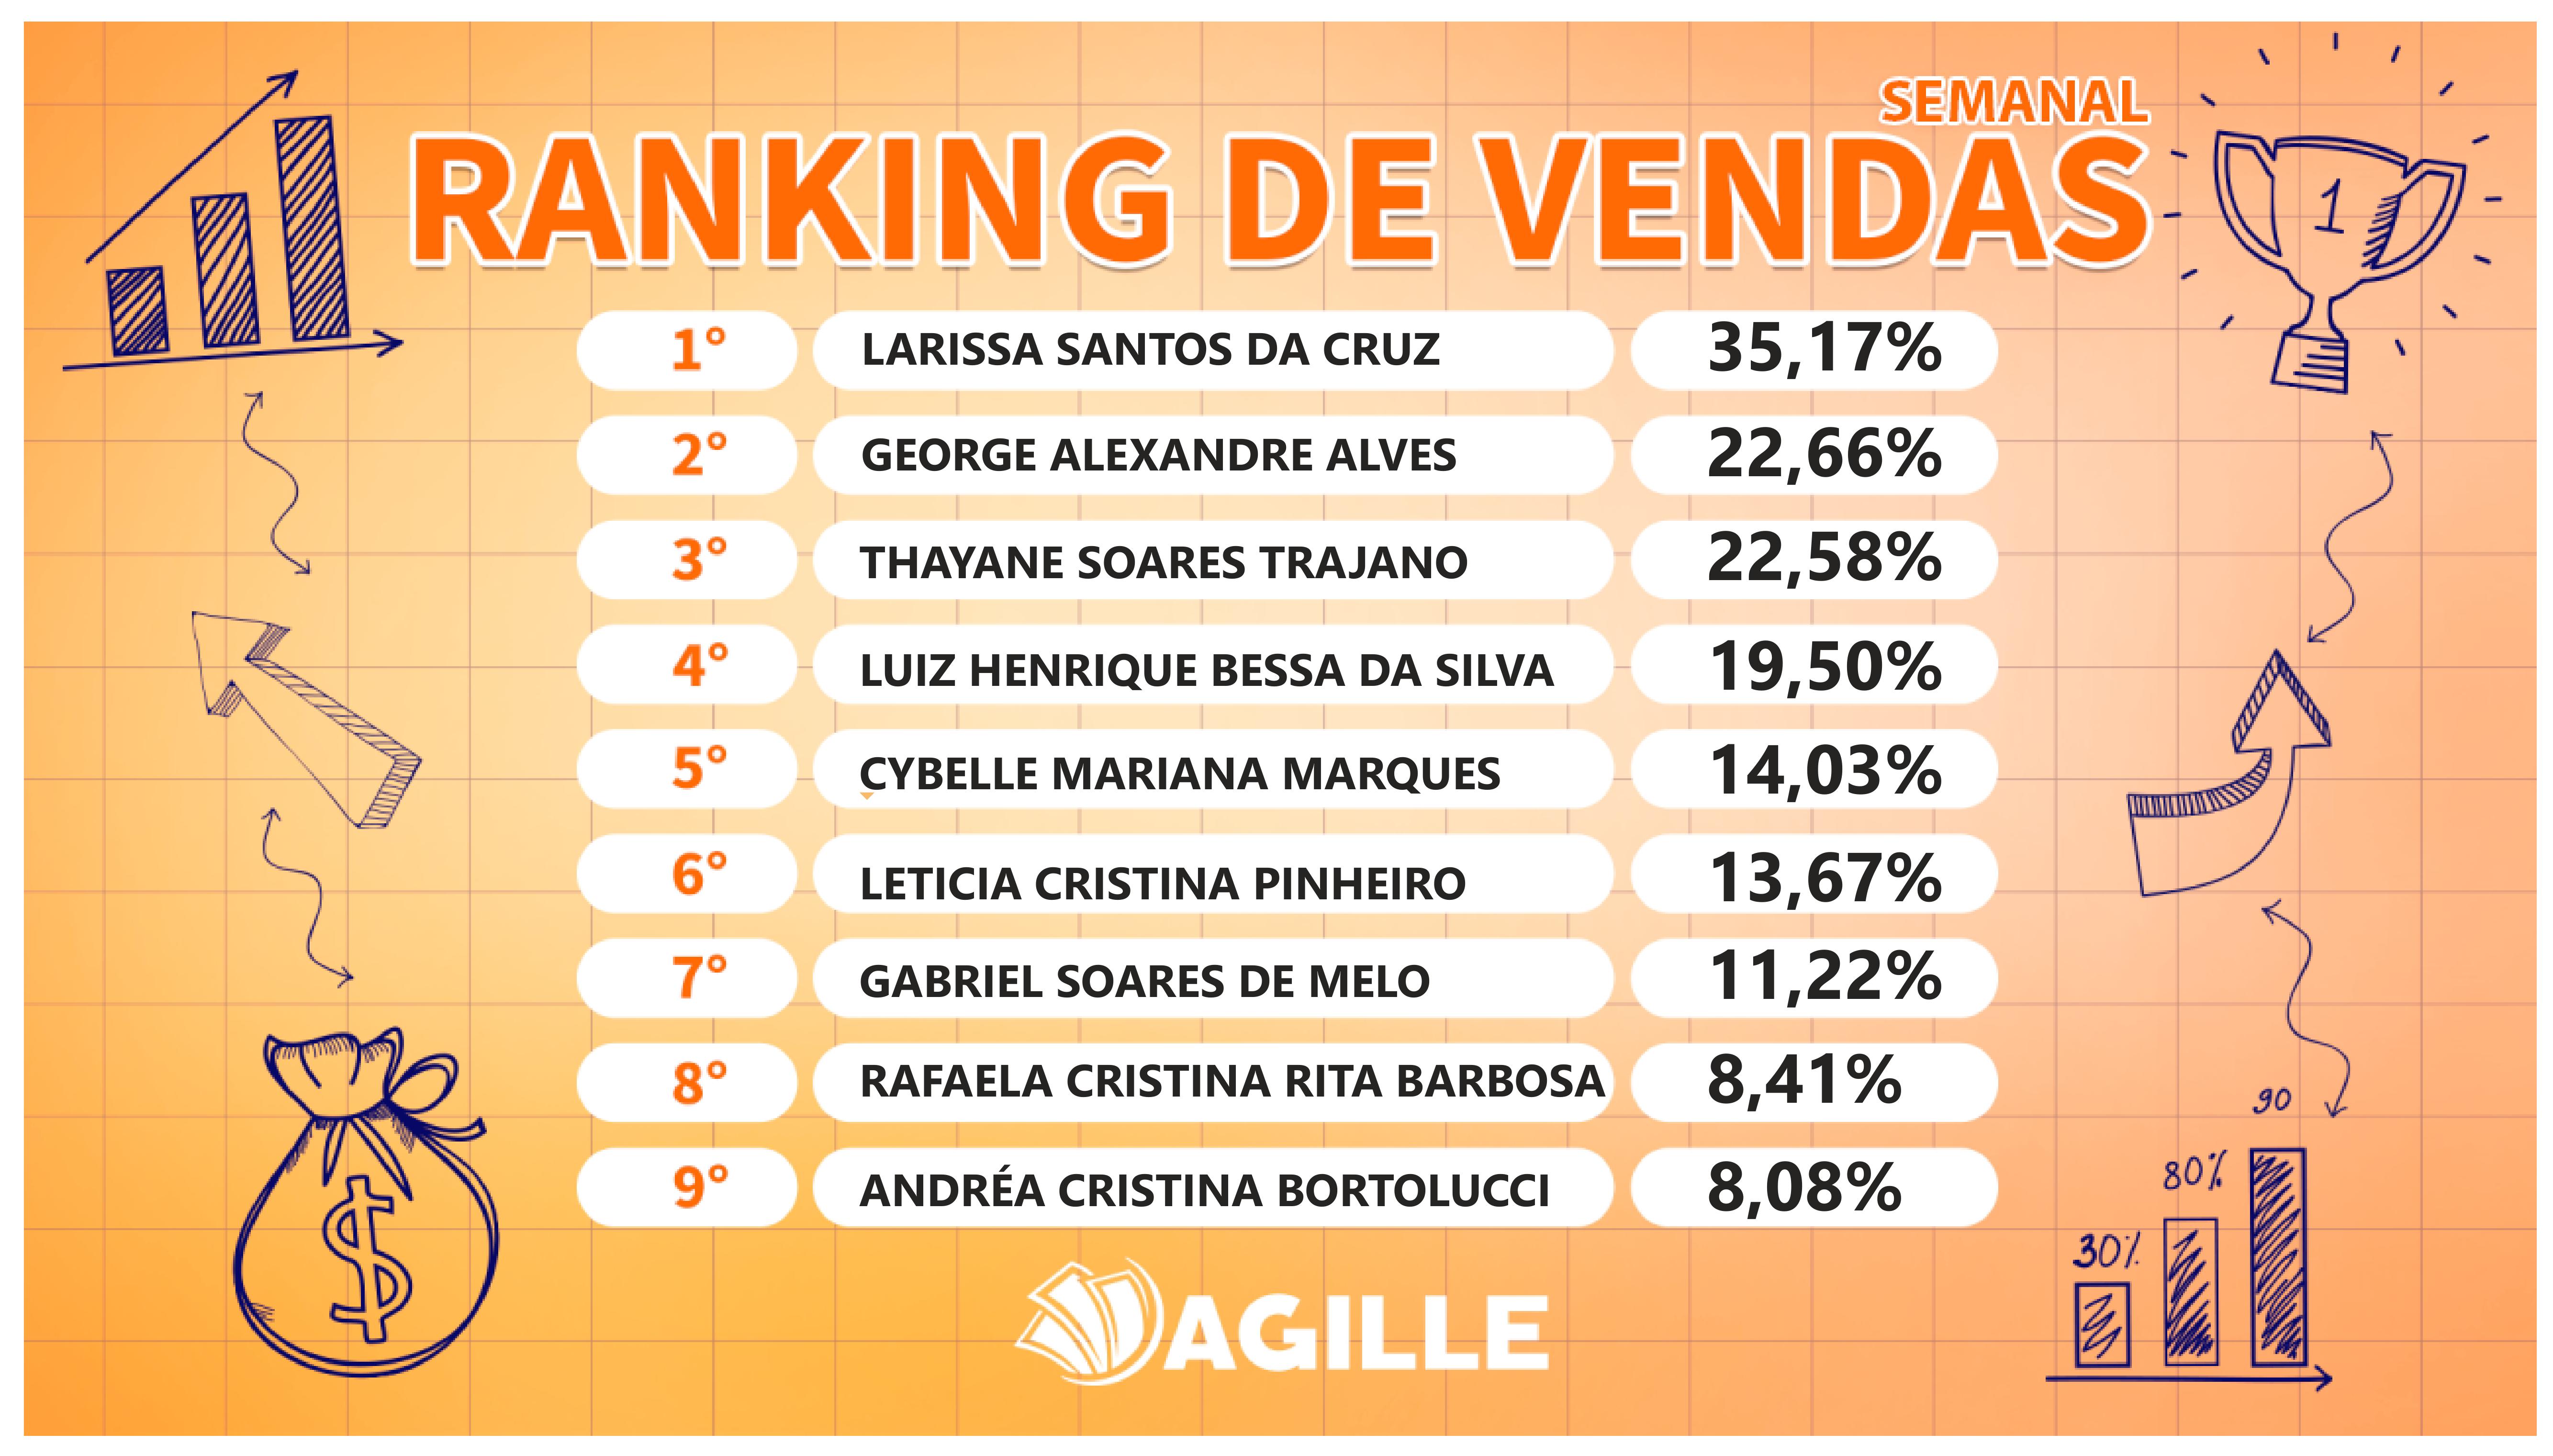 SEMANAL
RANKING DE VENDAS
1
1° LARISSA SANTOS DA CRUZ 35,17%
2° GEORGE ALEXANDRE ALVES 22,66%
3° THAYANE SOARES TRAJANO 22,58%
4° LUIZ HENRIQUE BESSA DA SILVA 19,50%
5° CYBELLE MARIANA MARQUES 14,03%
6° LETICIA CRISTINA PINHEIRO 13,67%
7° GABRIEL SOARES DE MELO 11,22%
8° RAFAELA CRISTINA RITA BARBOSA 8,41%
9° ANDRÉA CRISTINA BORTOLUCCI 8,08%
$
90
80%
30%
AGILLE